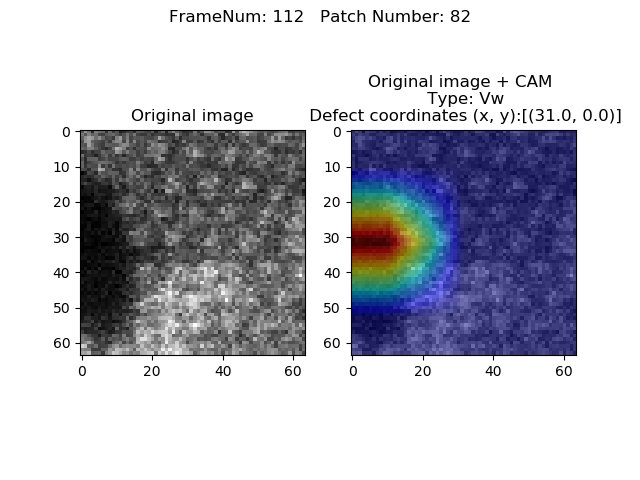 FrameNum: 112   Patch Number: 82
Original image
Original image + CAM
Type: Vw
Defect coordinates (x, y):[(31.0, 0.0)]
0
10
20
30
40
50
60
0 20 40 60
0
10
20
30
40
50
60
0 20 40 60